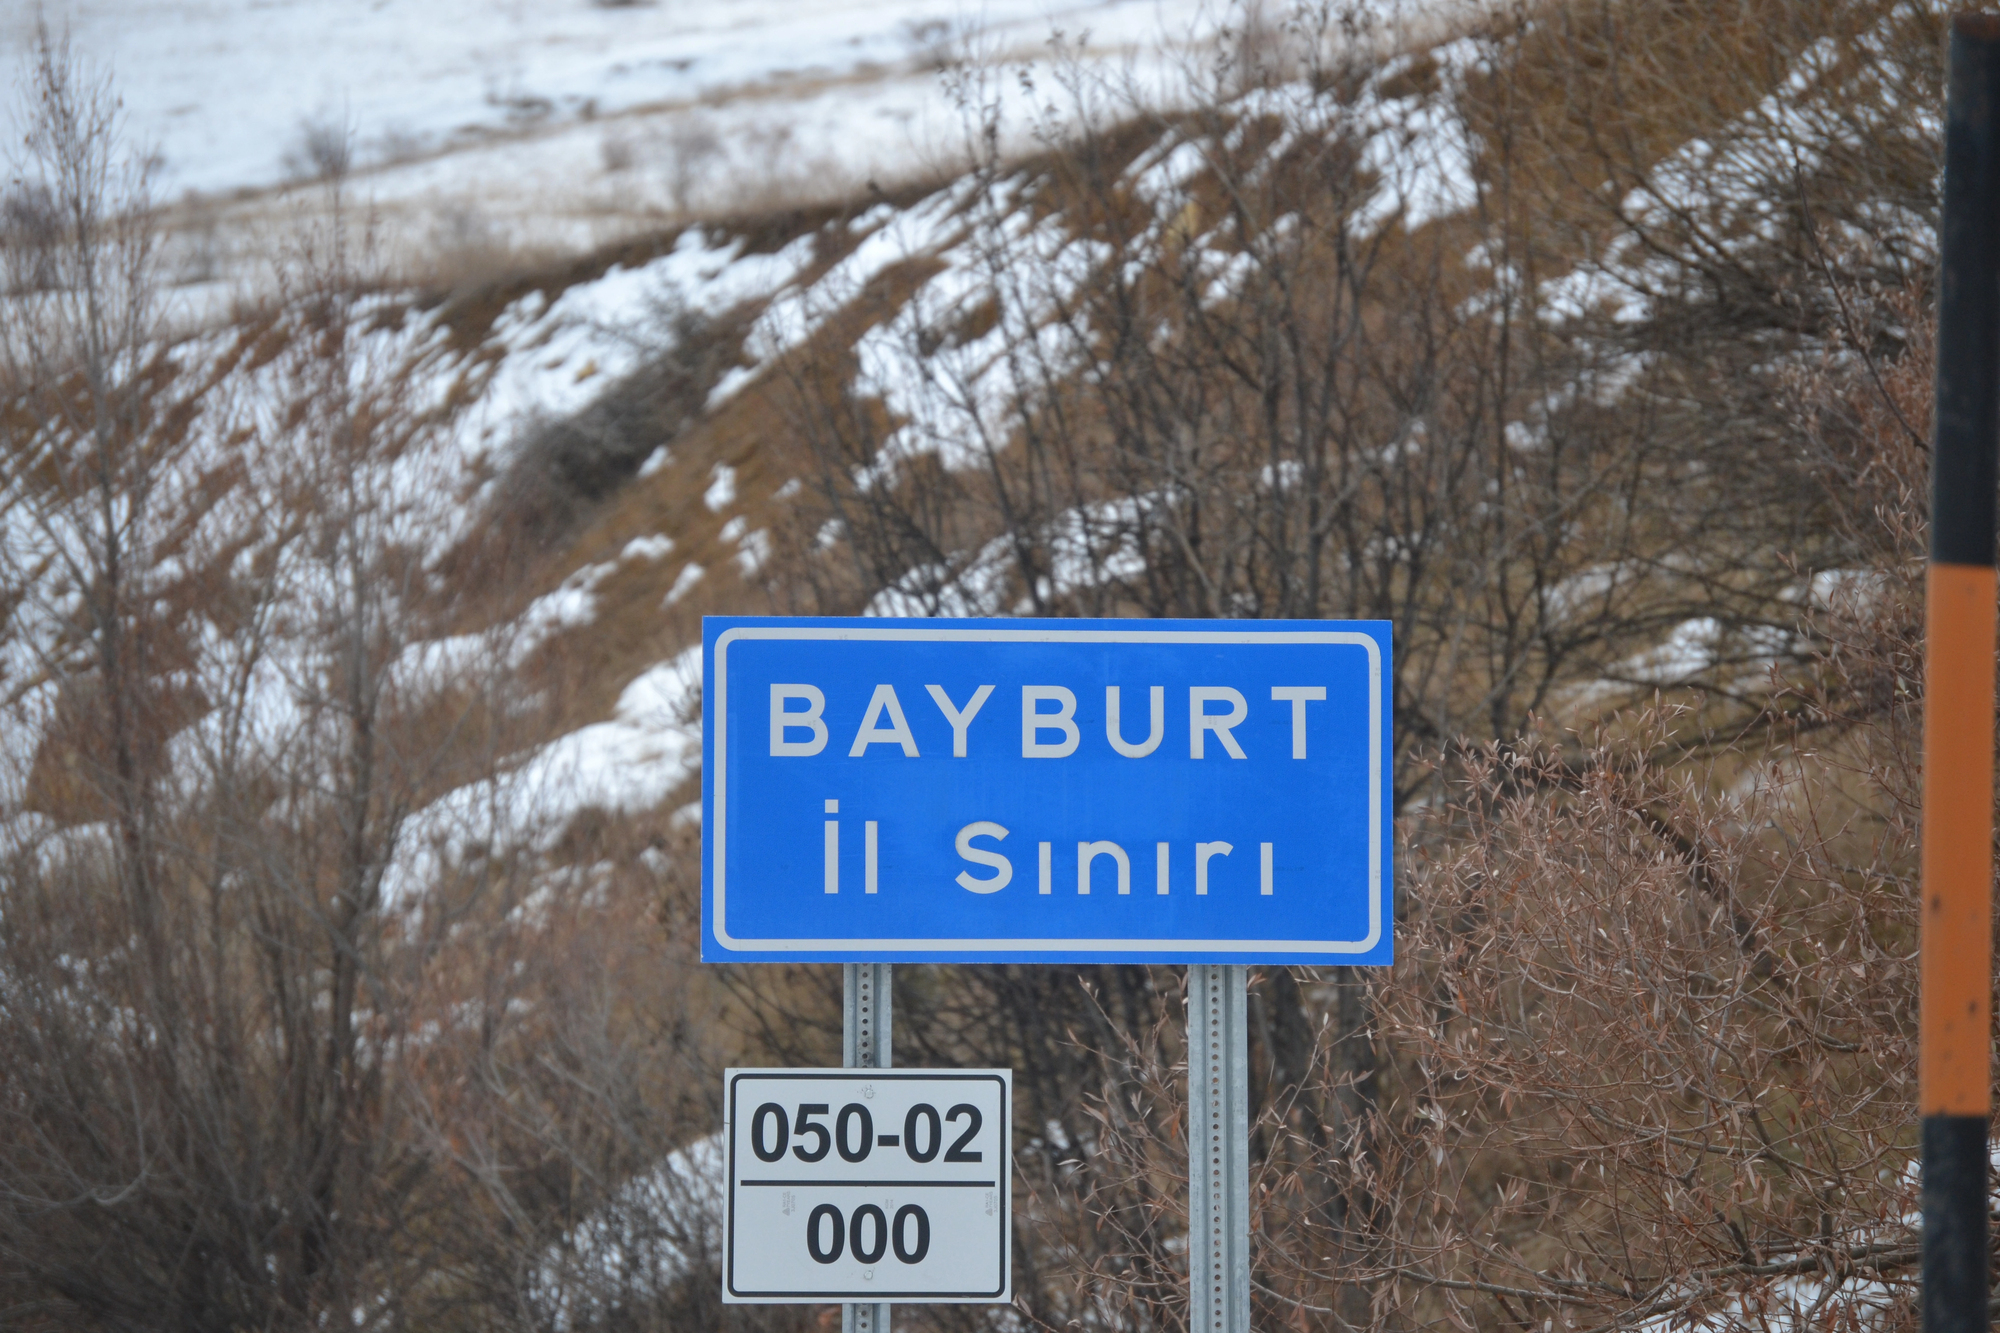 BAYBURT
İl Sınırı
050-02
000